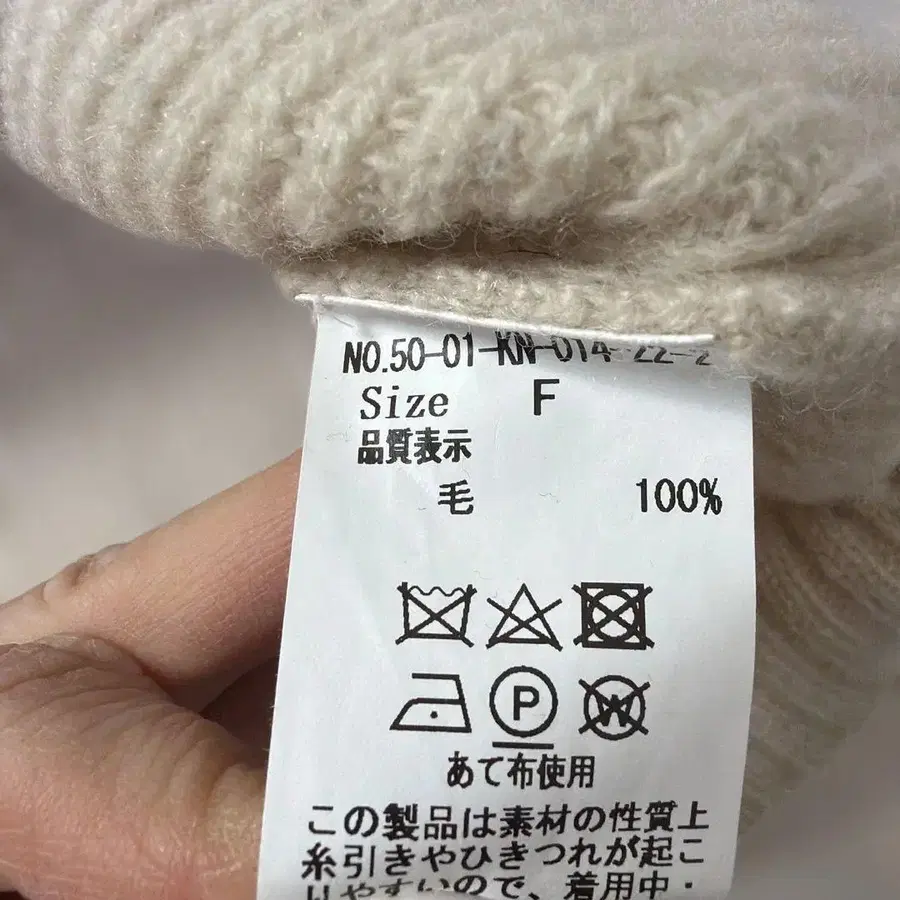 NO.50-01-KN-014-22-2
Size F
品質表示
毛 100%
P
W
あて布使用
この製品は素材の性質上
糸引きやひきつれが起こ
りやすいので、着用中・